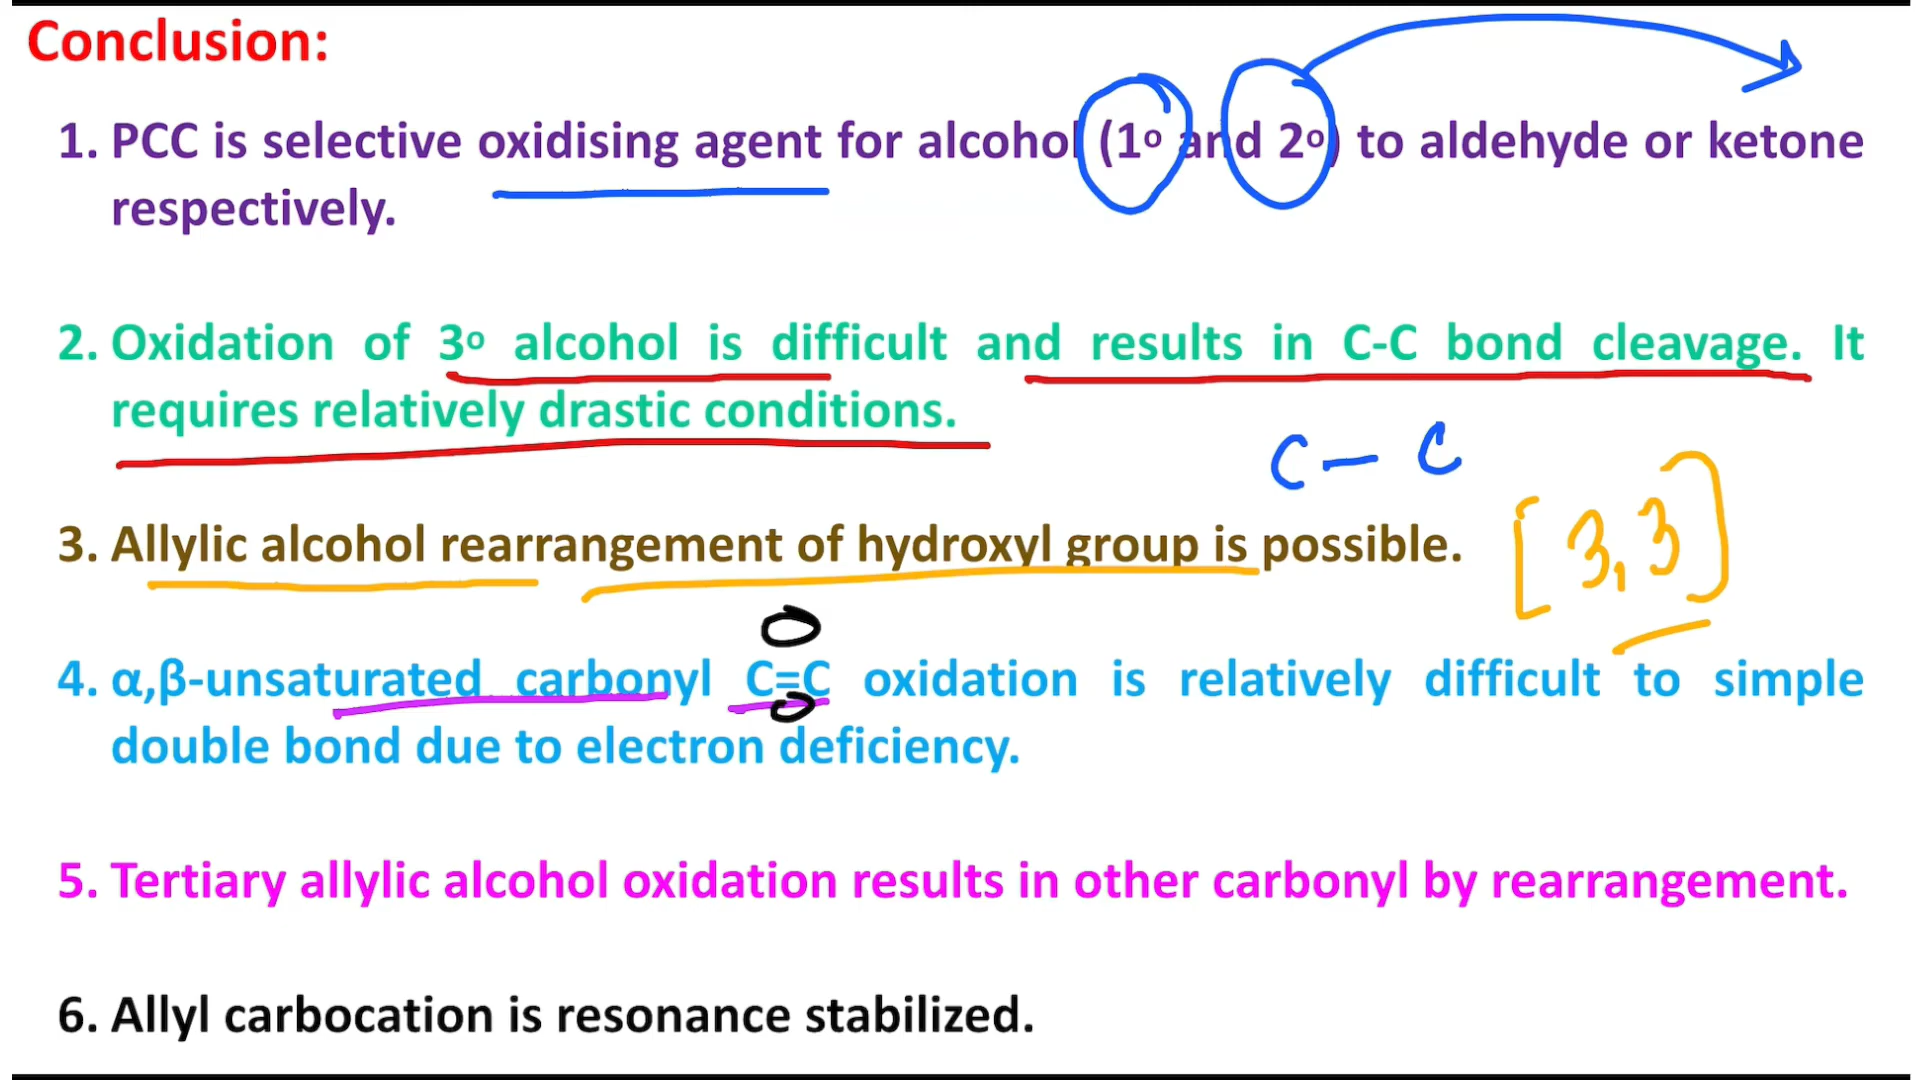 Conclusion:
1. PCC is selective oxidising agent for alcohol (1º and 2º) to aldehyde or ketone
respectively.
2. Oxidation of 3º alcohol is difficult and results in C-C bond cleavage. It
requires relatively drastic conditions.
C - C
3. Allylic alcohol rearrangement of hydroxyl group is possible.
[3,3]
4. α,β-unsaturated carbonyl C=C oxidation is relatively difficult to simple
double bond due to electron deficiency.
5. Tertiary allylic alcohol oxidation results in other carbonyl by rearrangement.
6. Allyl carbocation is resonance stabilized.